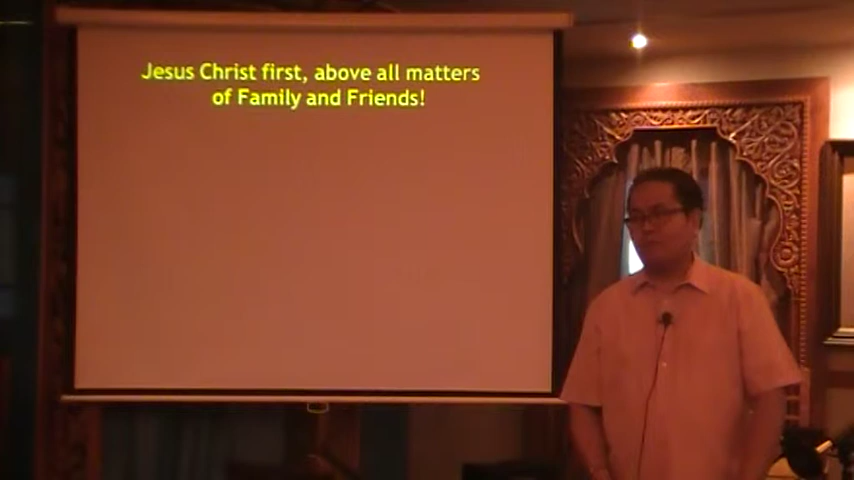 Jesus Christ first, above all matters
of Family and Friends!